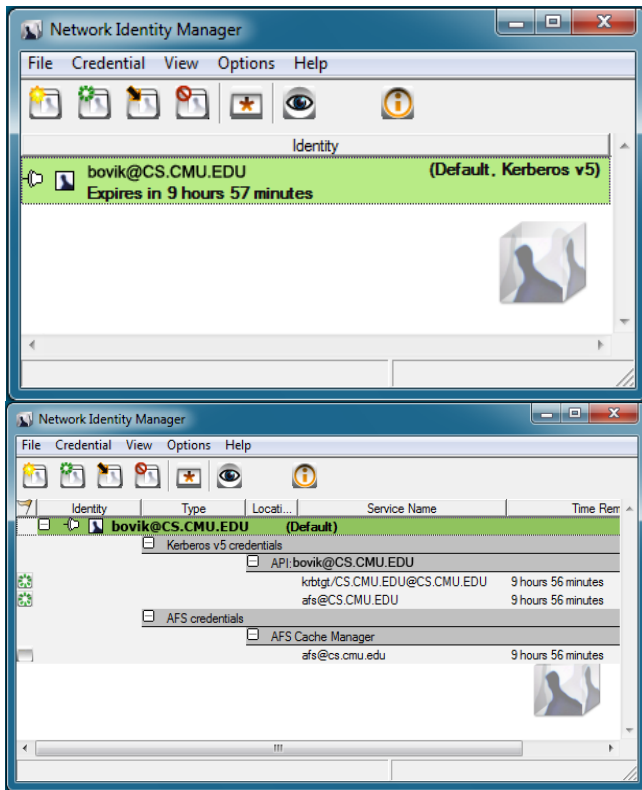 Network Identity Manager
File Credential View Options Help
Identity
bovik@CS.CMU.EDU (Default, Kerberos v5)
Expires in 9 hours 57 minutes
Network Identity Manager
File Credential View Options Help
Identity Type Locati... Service Name Time Rem
bovik@CS.CMU.EDU (Default)
Kerberos v5 credentials
API:bovik@CS.CMU.EDU
krbtgt/CS.CMU.EDU@CS.CMU.EDU 9 hours 56 minutes
afs@CS.CMU.EDU 9 hours 56 minutes
AFS credentials
AFS Cache Manager
afs@cs.cmu.edu 9 hours 56 minutes